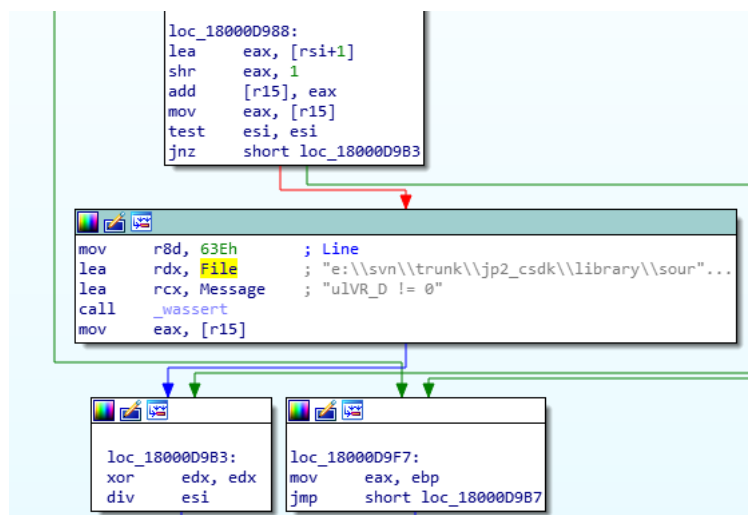 loc_18000D988:
lea eax, [rsi+1]
shr eax, 1
add [r15], eax
mov eax, [r15]
test esi, esi
jnz short loc_18000D9B3
mov r8d, 63Eh ; Line
lea rdx, File ; "e:\\svn\\trunk\\jp2_csdk\\library\\sour"...
lea rcx, Message ; "ulVR_D != 0"
call _wassert
mov eax, [r15]
loc_18000D9B3:
xor edx, edx
div esi
loc_18000D9F7:
mov eax, ebp
jmp short loc_18000D9B7